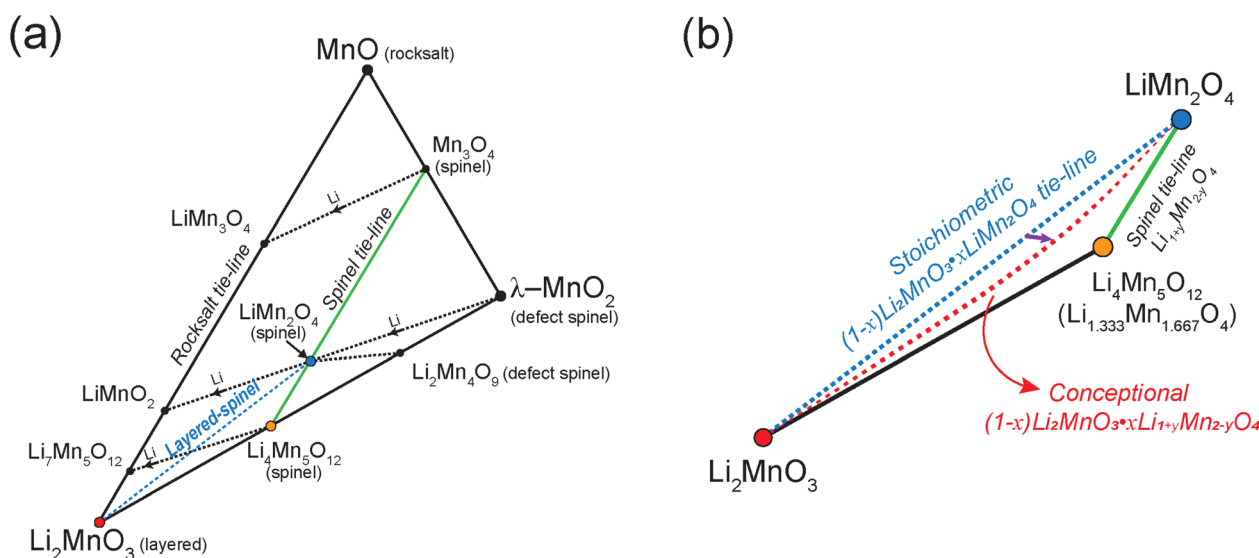 (a)
MnO (rocksalt)
Mn₃O₄
(spinel)
Li
LiMn₃O₄
Rocksalt tie-line
Spinel tie-line
λ–MnO₂
(defect spinel)
LiMn₂O₄
(spinel)
Li
Li
Li₂Mn₄O₉ (defect spinel)
LiMnO₂
Layered-spinel
Li₇Mn₅O₁₂
Li
Li₄Mn₅O₁₂
(spinel)
Li₂MnO₃ (layered)
(b)
LiMn₂O₄
Stoichiometric
(1-x)Li₂MnO₃•xLiMn₂O₄ tie-line
Spinel tie-line
Li₁₊yMn₂₋yO₄
Li₄Mn₅O₁₂
(Li₁.₃₃₃Mn₁.₆₆₇O₄)
Conceptional
(1-x)Li₂MnO₃•xLi₁₊yMn₂₋yO₄
Li₂MnO₃